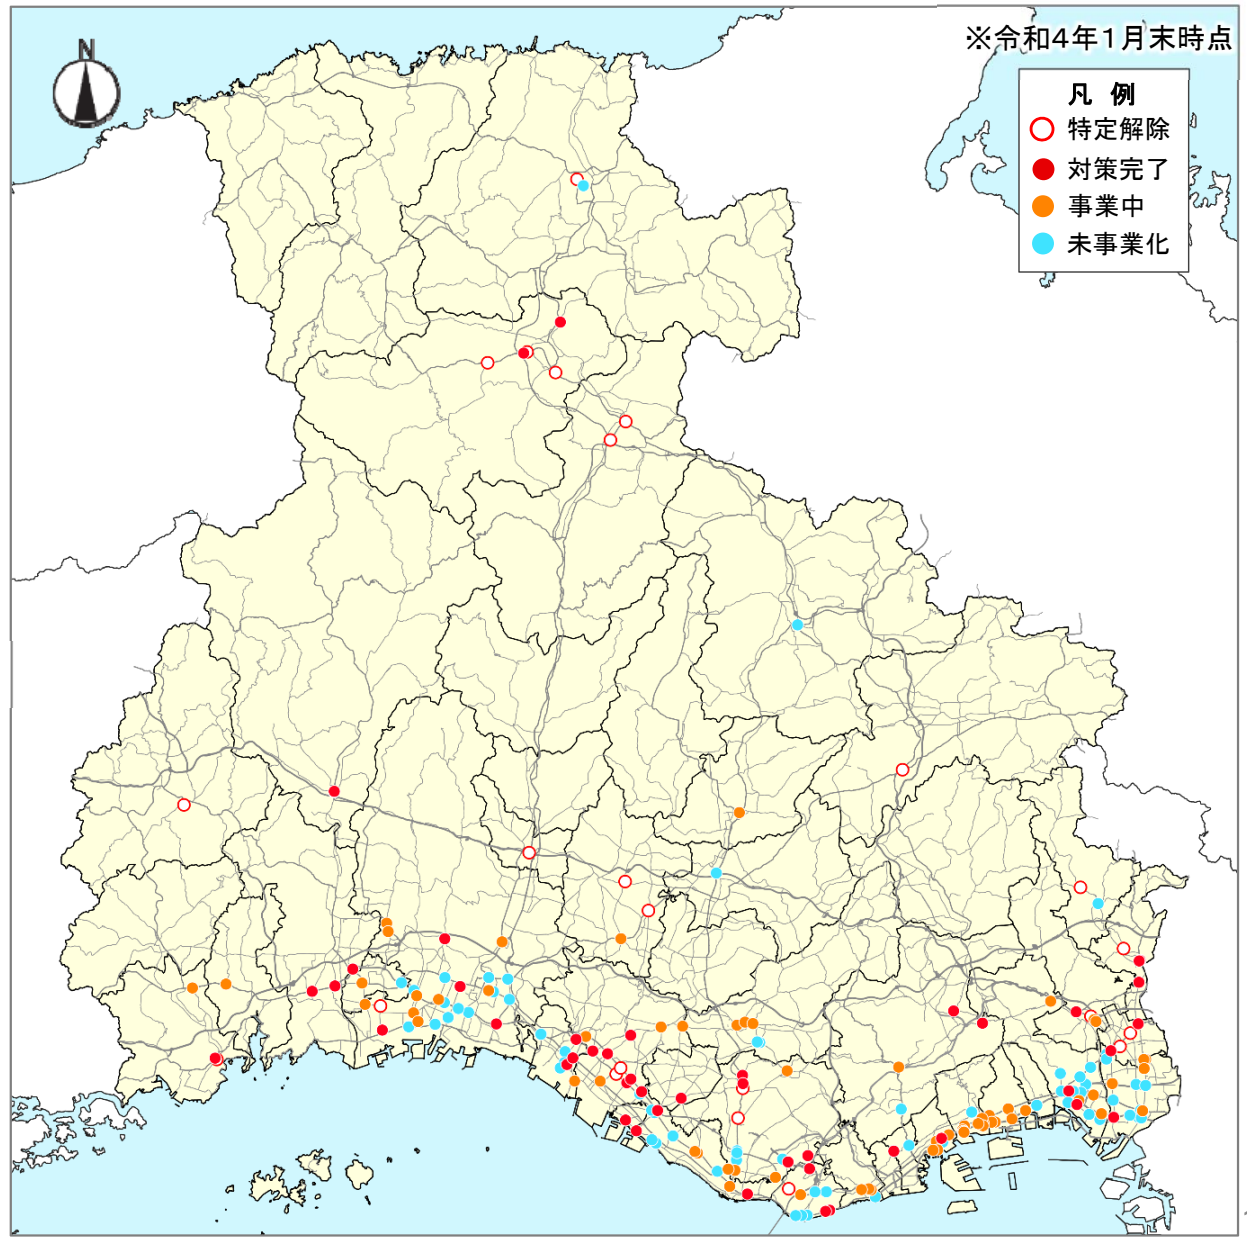 ※令和4年1月末時点
N
凡 例
特定解除
対策完了
事業中
未事業化